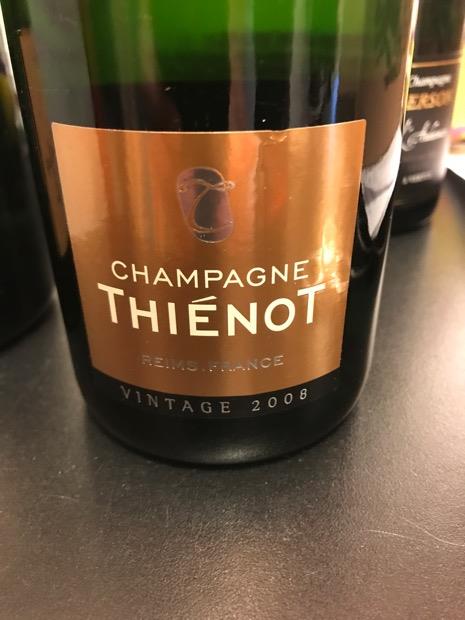 CHAMPAGNE
THIÉNOT
REIMS.FRANCE
VINTAGE 2008
Champagne